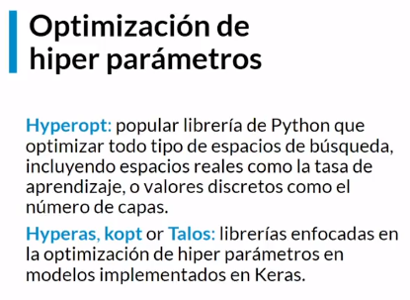 Optimización de
hiper parámetros
Hyperopt: popular librería de Python que
optimizar todo tipo de espacios de búsqueda,
incluyendo espacios reales como la tasa de
aprendizaje, o valores discretos como el
número de capas.
Hyperas, kopt or Talos: librerías enfocadas en
la optimización de hiper parámetros en
modelos implementados en Keras.